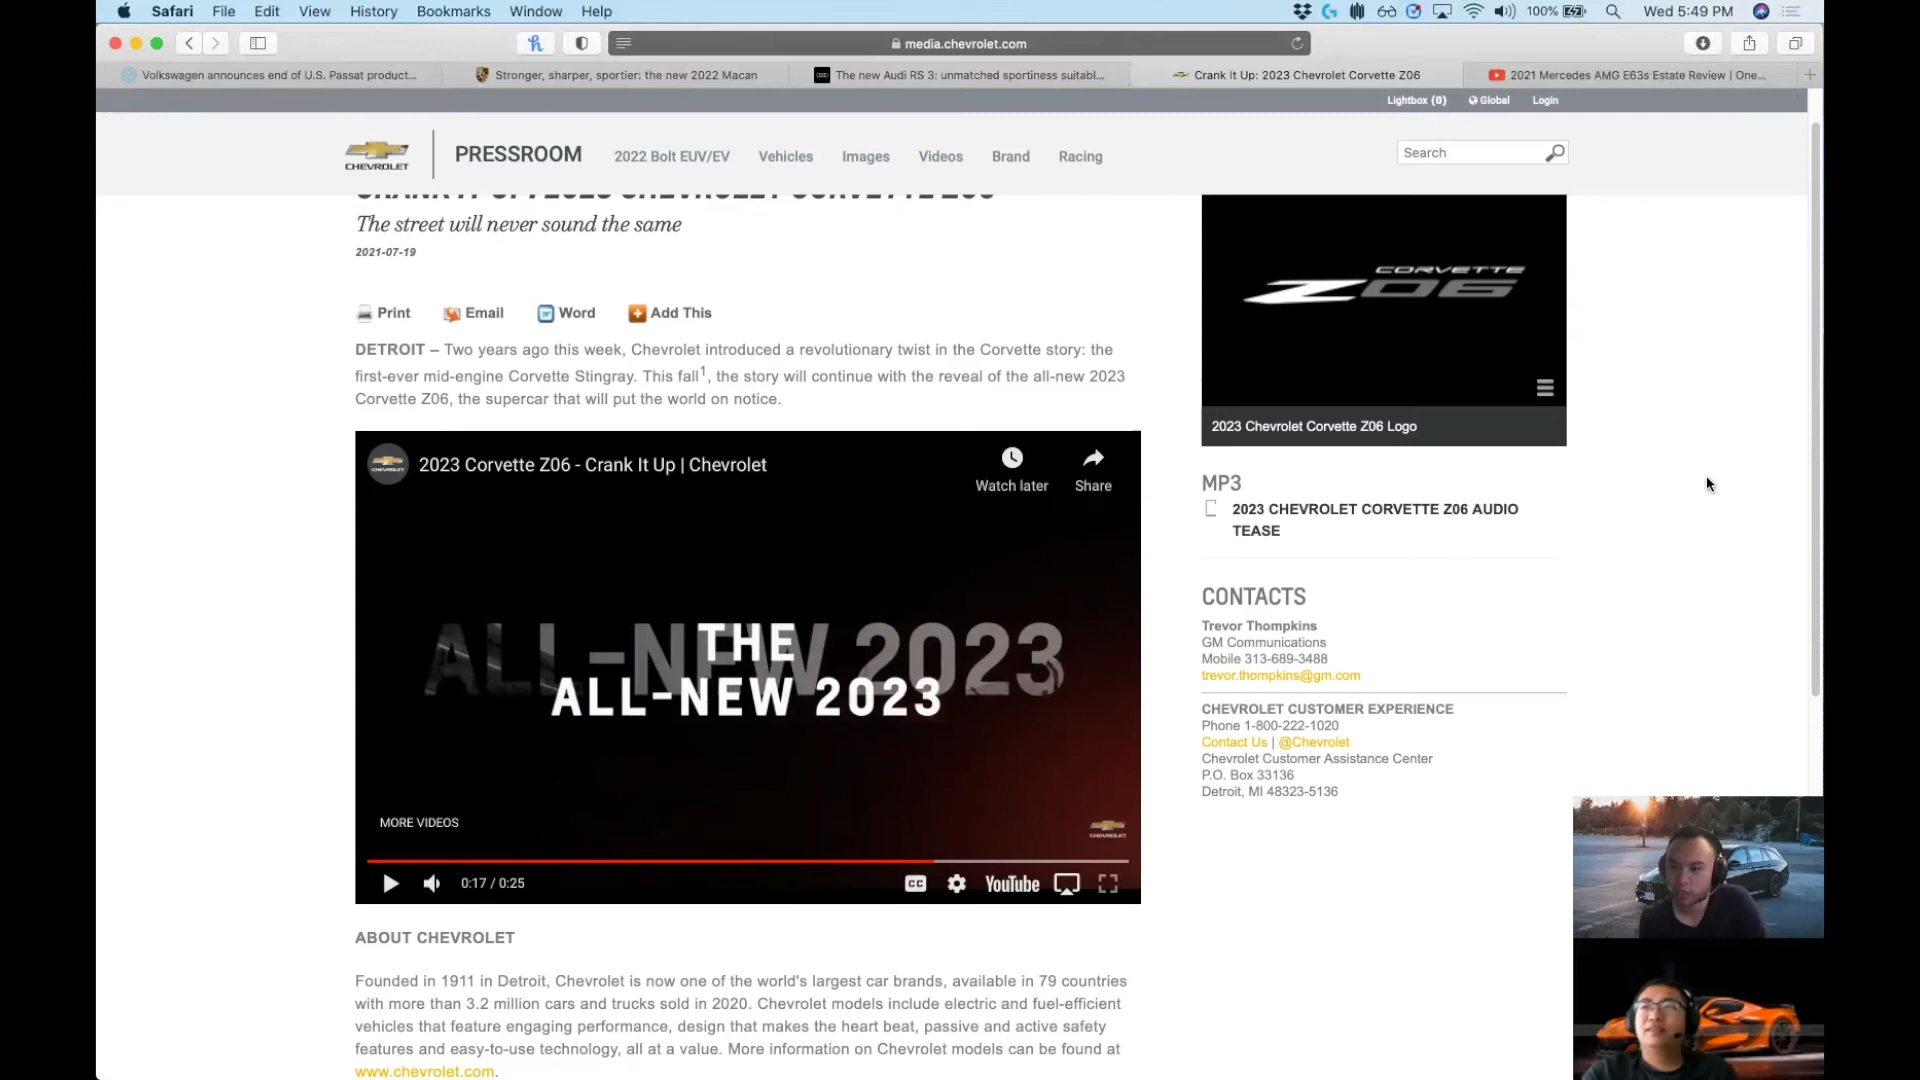 Safari File Edit View History Bookmarks Window Help 100% Wed 5:49 PM
media.chevrolet.com
Volkswagen announces end of U.S. Passat product...
Stronger, sharper, sportier: the new 2022 Macan
The new Audi RS 3: unmatched sportiness suitabl...
Crank It Up: 2023 Chevrolet Corvette Z06
2021 Mercedes AMG E63s Estate Review | One...
Lightbox (0) Global Login
CHEVROLET
PRESSROOM 2022 Bolt EUV/EV Vehicles Images Videos Brand Racing
Search
CRANK IT UP: 2023 CHEVROLET CORVETTE Z06
The street will never sound the same
2021-07-19
Print Email Word Add This
DETROIT – Two years ago this week, Chevrolet introduced a revolutionary twist in the Corvette story: the
first-ever mid-engine Corvette Stingray. This fall1, the story will continue with the reveal of the all-new 2023
Corvette Z06, the supercar that will put the world on notice.
CHEVROLET
2023 Corvette Z06 - Crank It Up | Chevrolet
Watch later
Share
ALL-NEW 2023
THE
ALL-NEW 2023
MORE VIDEOS
CHEVROLET
0:17 / 0:25
CC
YouTube
ABOUT CHEVROLET
Founded in 1911 in Detroit, Chevrolet is now one of the world's largest car brands, available in 79 countries
with more than 3.2 million cars and trucks sold in 2020. Chevrolet models include electric and fuel-efficient
vehicles that feature engaging performance, design that makes the heart beat, passive and active safety
features and easy-to-use technology, all at a value. More information on Chevrolet models can be found at
www.chevrolet.com.
CORVETTE
Z06
2023 Chevrolet Corvette Z06 Logo
MP3
2023 CHEVROLET CORVETTE Z06 AUDIO
TEASE
CONTACTS
Trevor Thompkins
GM Communications
Mobile 313-689-3488
trevor.thompkins@gm.com
CHEVROLET CUSTOMER EXPERIENCE
Phone 1-800-222-1020
Contact Us | @Chevrolet
Chevrolet Customer Assistance Center
P.O. Box 33136
Detroit, MI 48323-5136